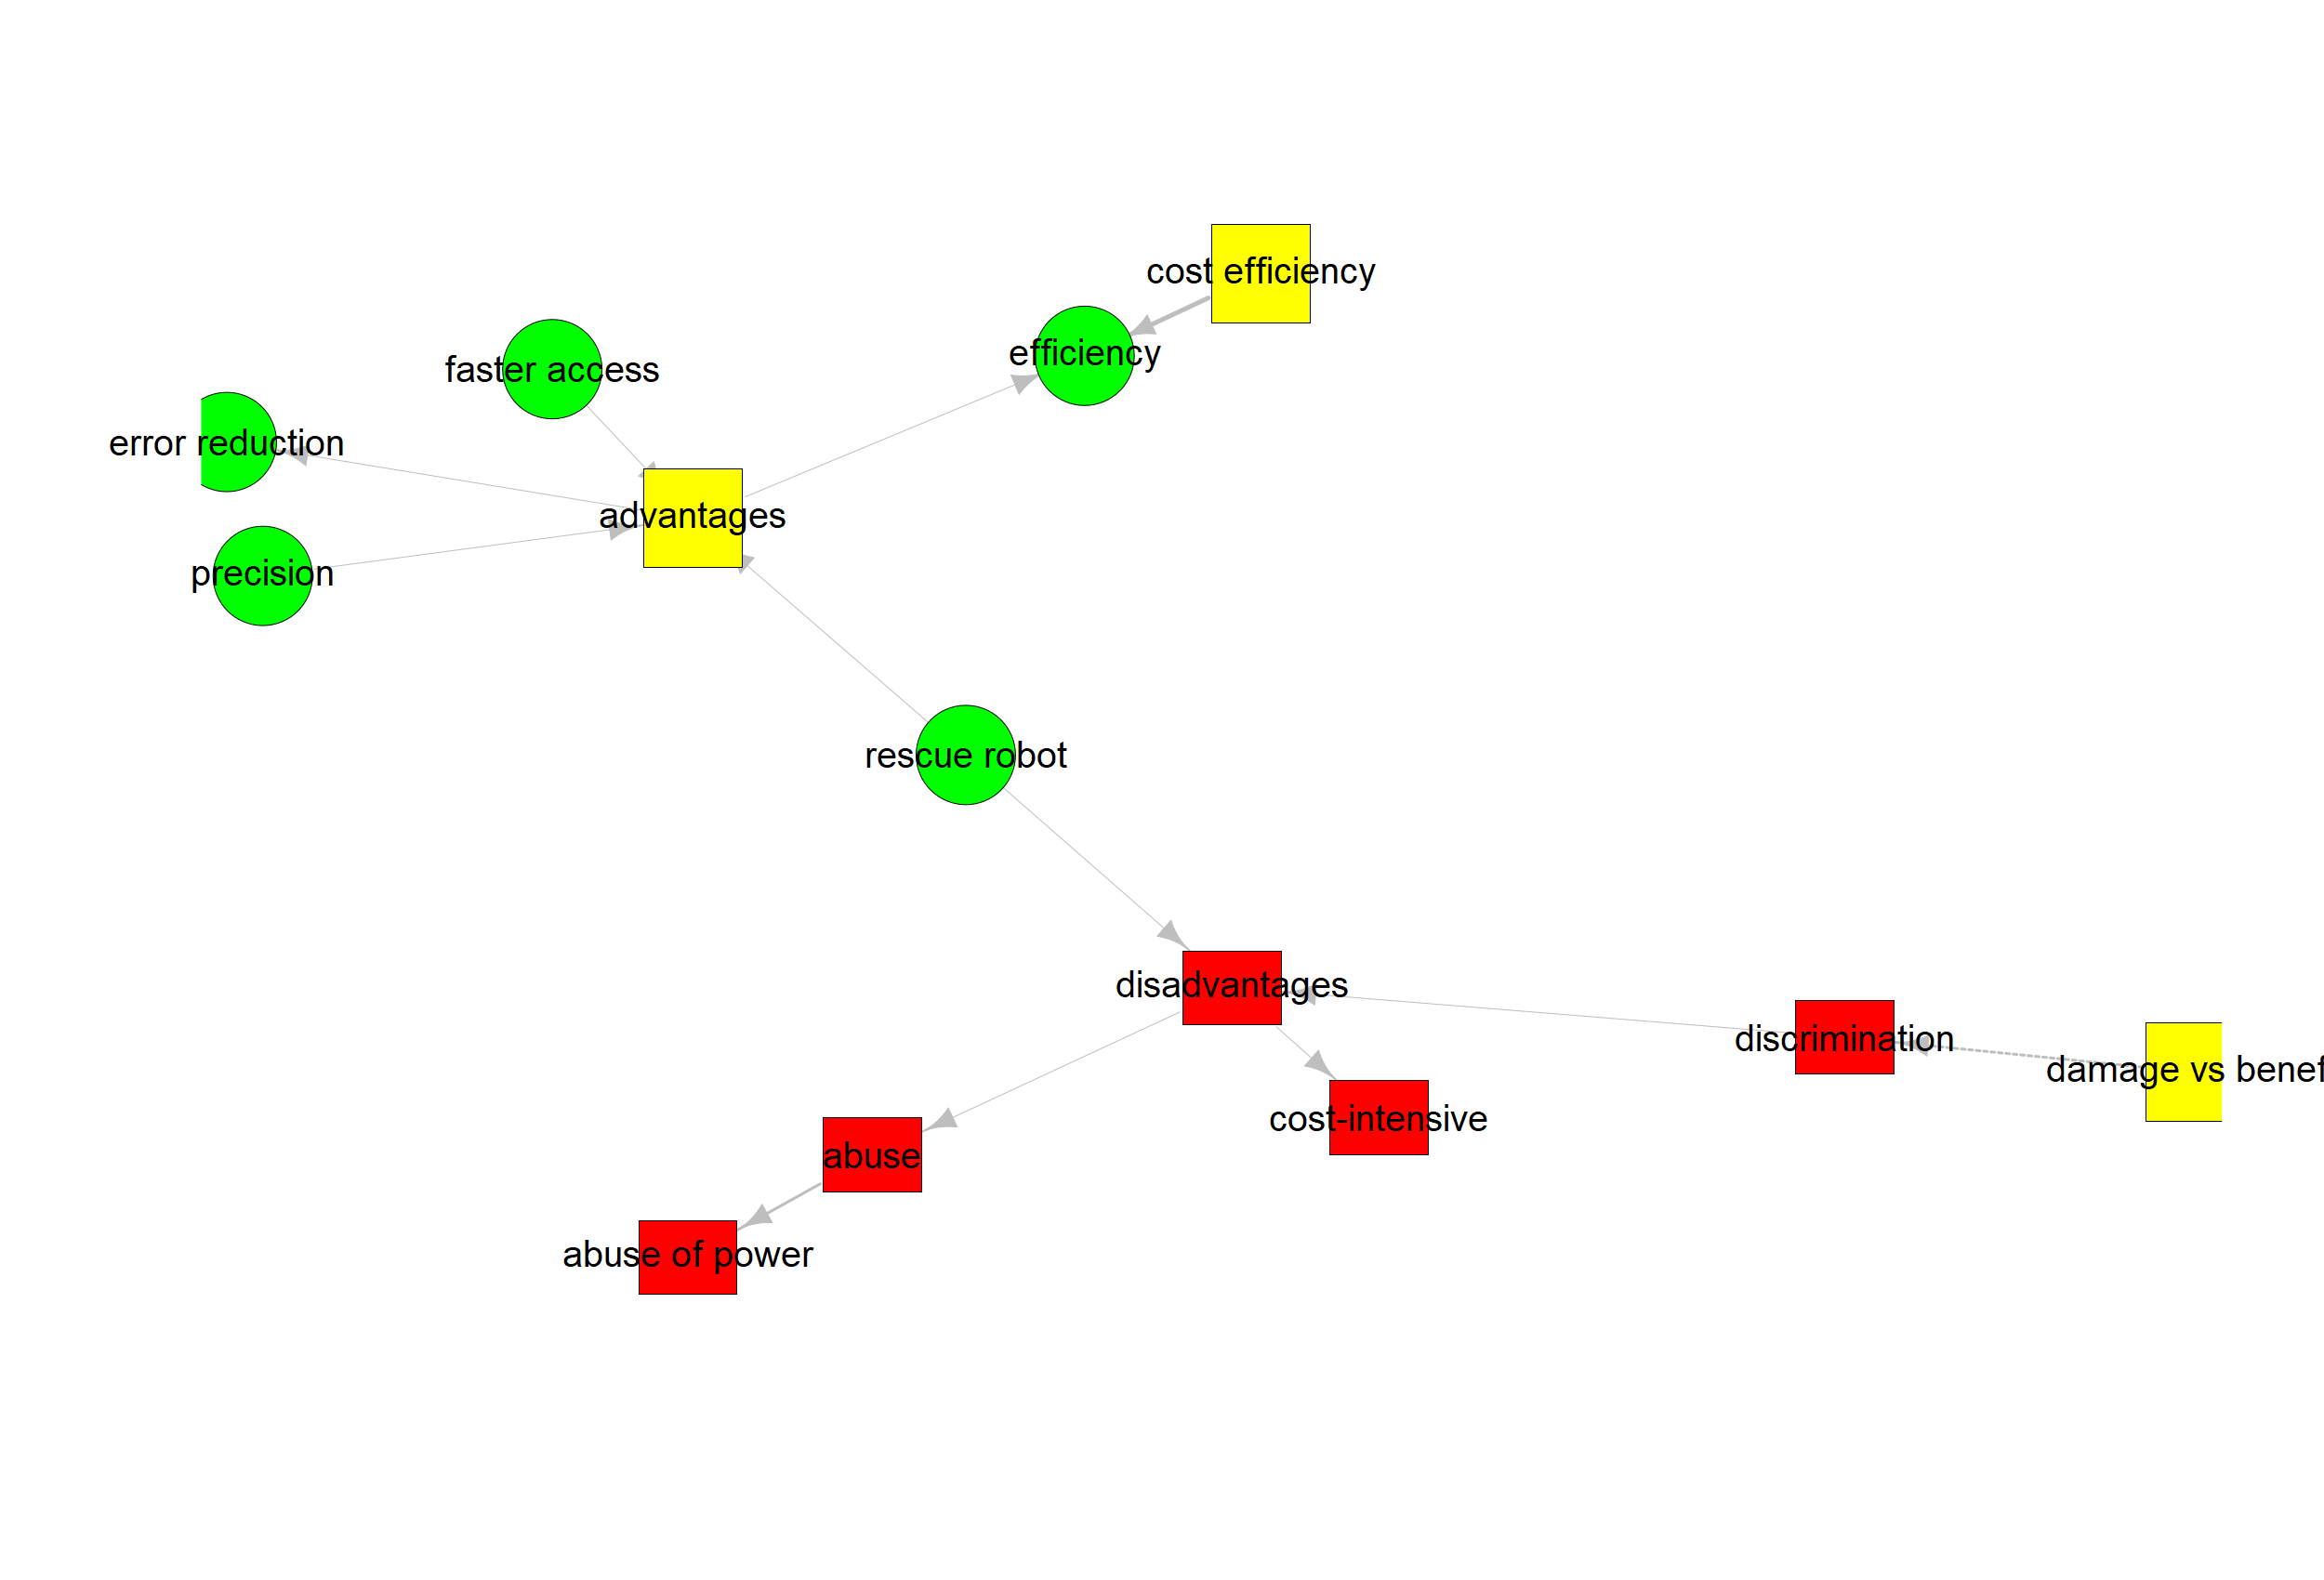 cost efficiency
efficiency
faster access
error reduction
advantages
precision
rescue robot
disadvantages
discrimination
damage vs benef
cost-intensive
abuse
abuse of power